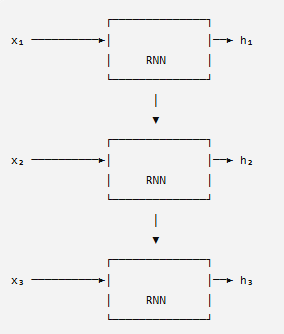 x₁ h₁
RNN
x₂ h₂
RNN
x₃ h₃
RNN